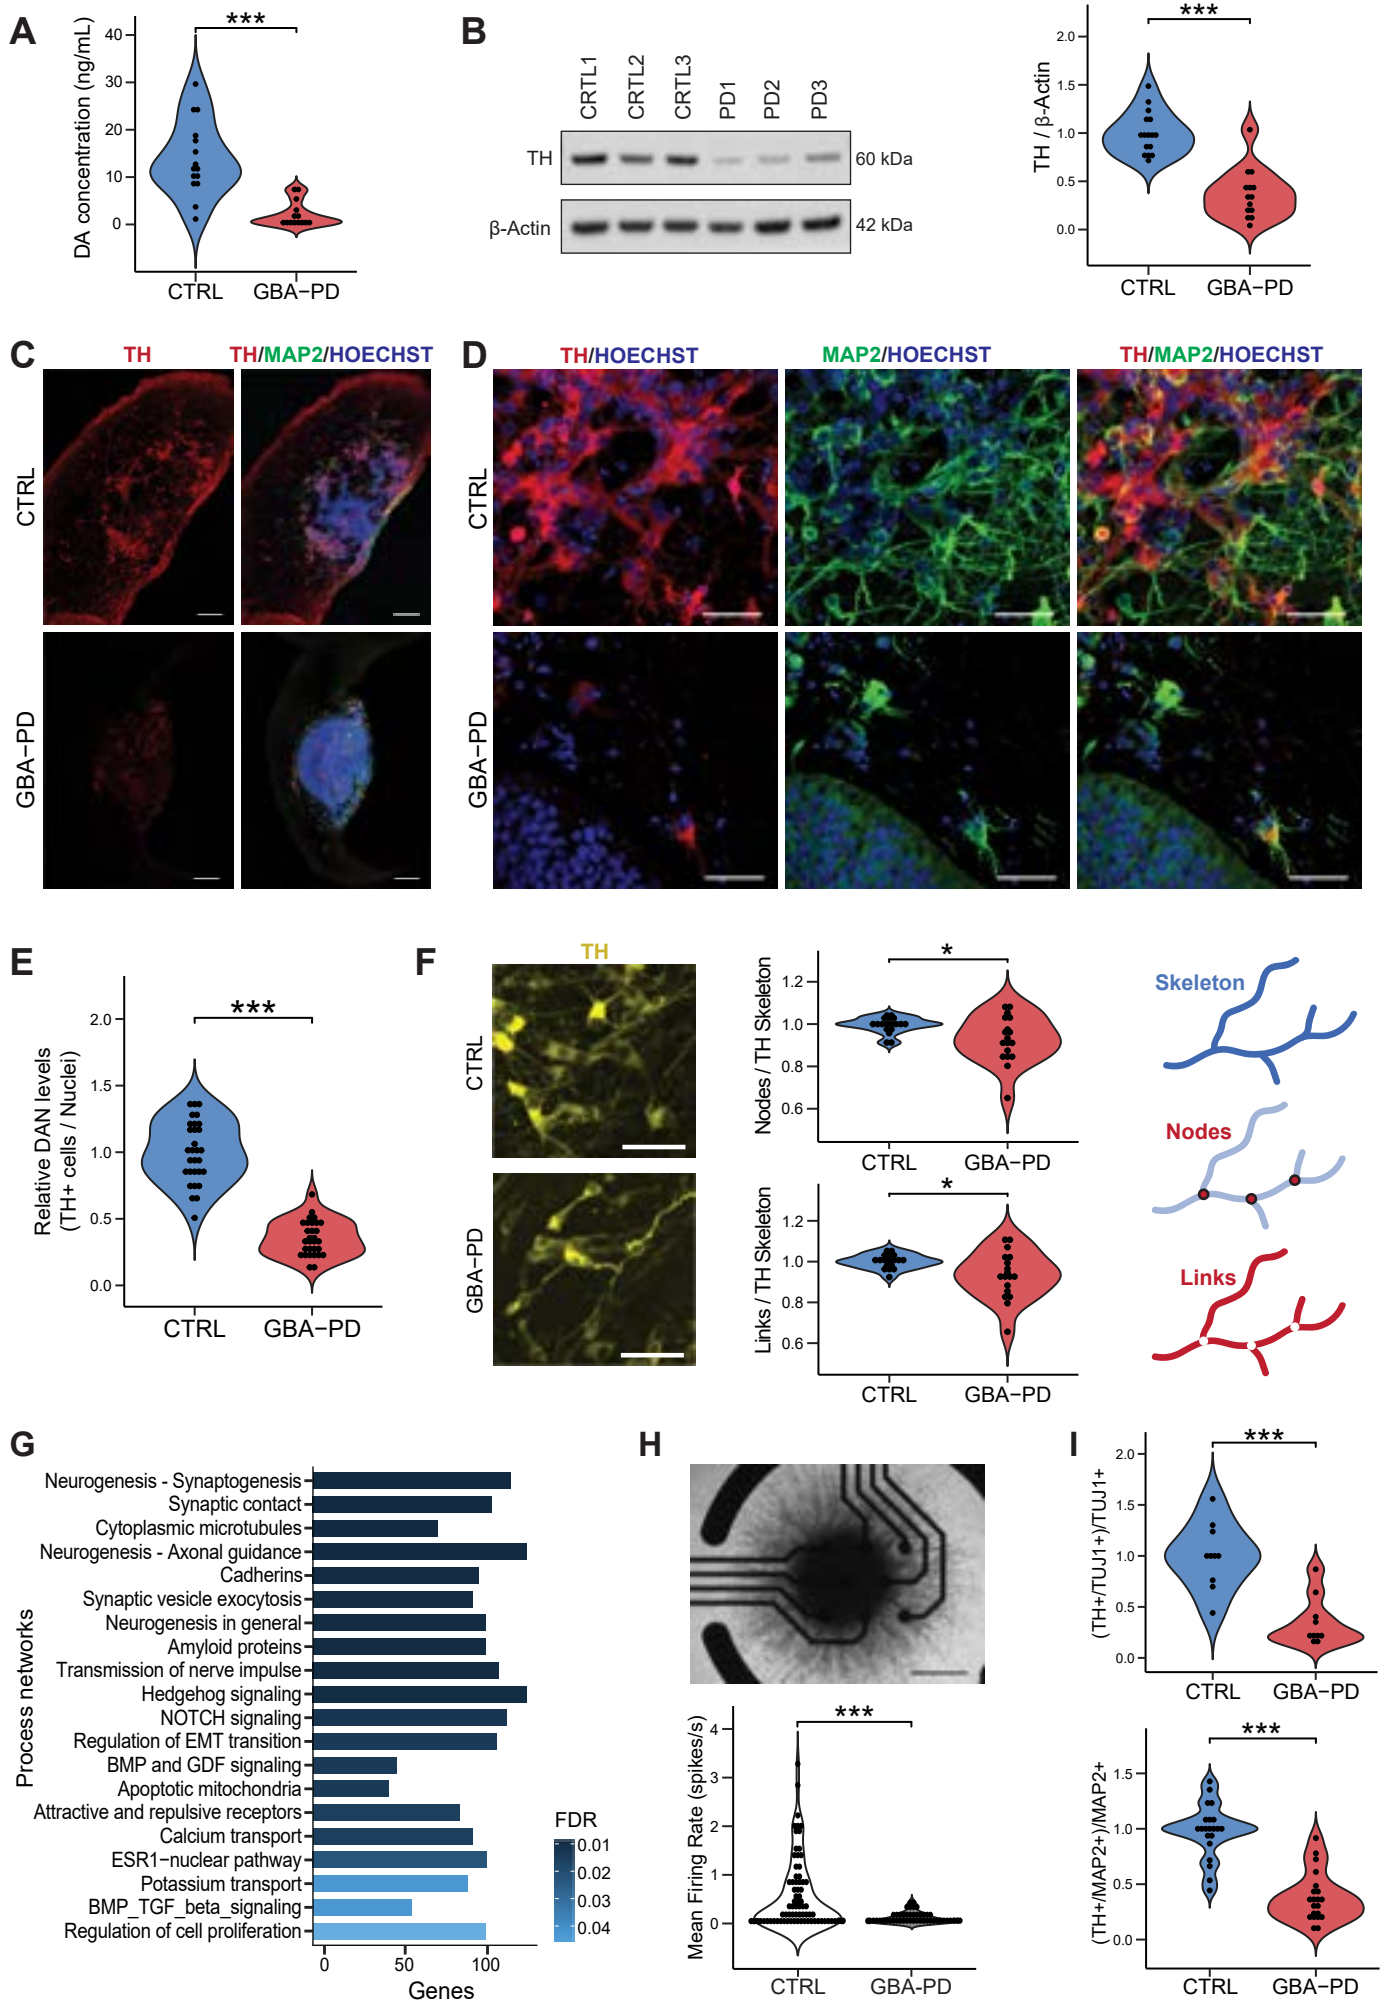 A
DA concentration (ng/mL)
40
30
20
10
0
***
CTRL
GBA−PD
B
CRTL1
CRTL2
CRTL3
PD1
PD2
PD3
TH
60 kDa
β-Actin
42 kDa
TH / β-Actin
2.0
1.5
1.0
0.5
0.0
***
CTRL
GBA−PD
C
TH
TH/MAP2/HOECHST
CTRL
GBA−PD
D
TH/HOECHST
MAP2/HOECHST
TH/MAP2/HOECHST
CTRL
GBA−PD
E
Relative DAN levels
(TH+ cells / Nuclei)
2.0
1.5
1.0
0.5
0.0
***
CTRL
GBA−PD
F
TH
CTRL
GBA−PD
Nodes / TH Skeleton
1.2
1.0
0.8
0.6
*
CTRL
GBA−PD
Links / TH Skeleton
1.2
1.0
0.8
0.6
*
CTRL
GBA−PD
Skeleton
Nodes
Links
G
Process networks
Neurogenesis - Synaptogenesis
Synaptic contact
Cytoplasmic microtubules
Neurogenesis - Axonal guidance
Cadherins
Synaptic vesicle exocytosis
Neurogenesis in general
Amyloid proteins
Transmission of nerve impulse
Hedgehog signaling
NOTCH signaling
Regulation of EMT transition
BMP and GDF signaling
Apoptotic mitochondria
Attractive and repulsive receptors
Calcium transport
ESR1−nuclear pathway
Potassium transport
BMP_TGF_beta_signaling
Regulation of cell proliferation
0
50
100
Genes
FDR
0.01
0.02
0.03
0.04
H
Mean Firing Rate (spikes/s)
4
3
2
1
0
***
CTRL
GBA-PD
I
(TH+/TUJ1+)/TUJ1+
2.0
1.5
1.0
0.5
0.0
***
CTRL
GBA−PD
(TH+/MAP2+)/MAP2+
1.5
1.0
0.5
0.0
***
CTRL
GBA−PD